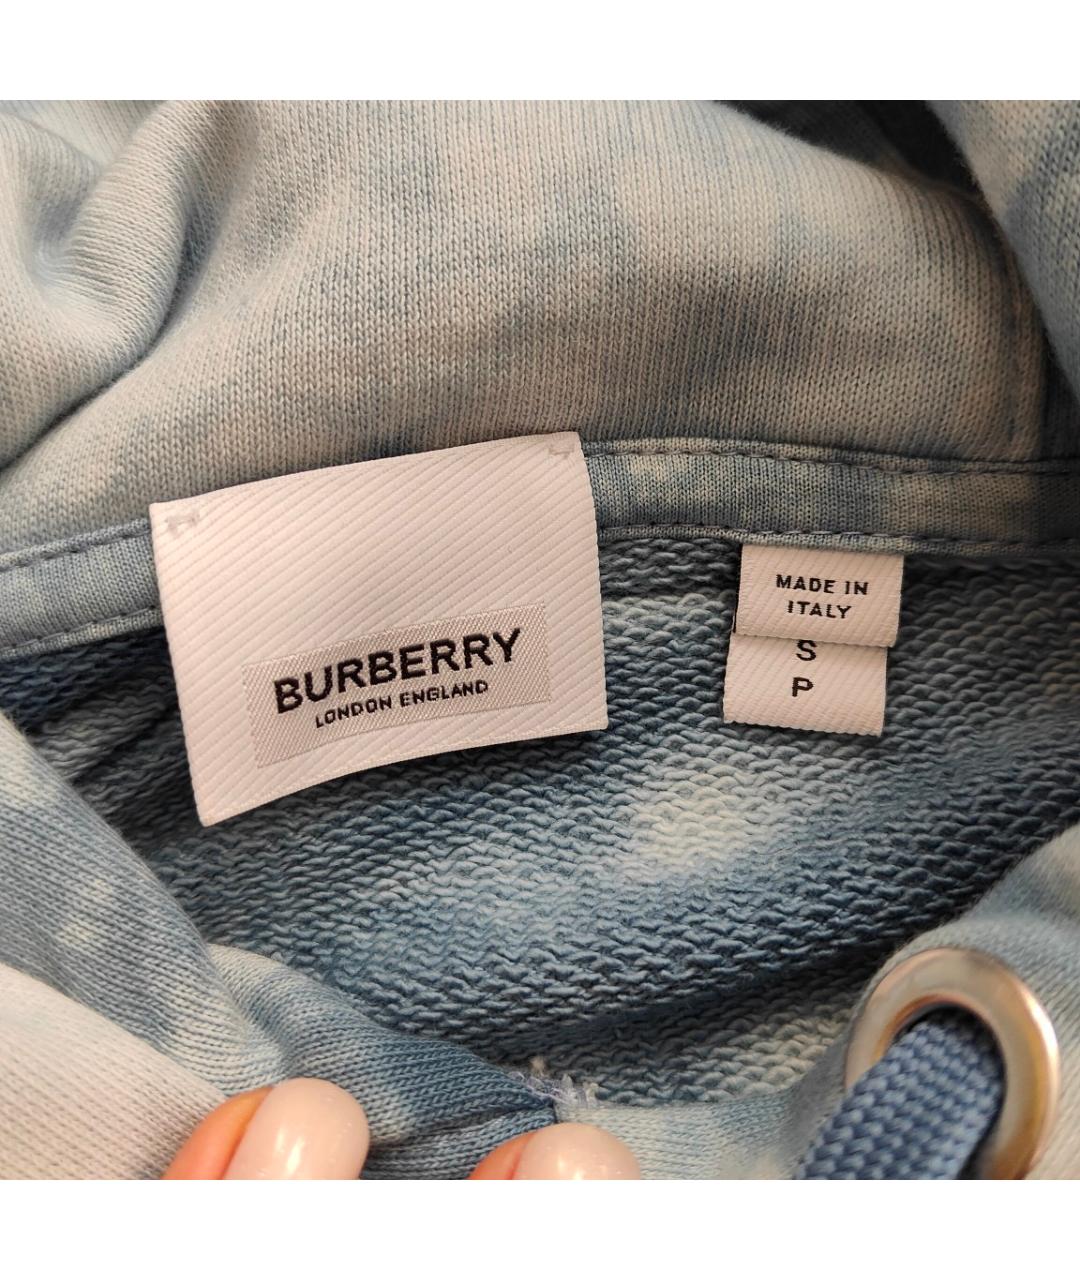 BURBERRY
LONDON ENGLAND
MADE IN
ITALY
S
P